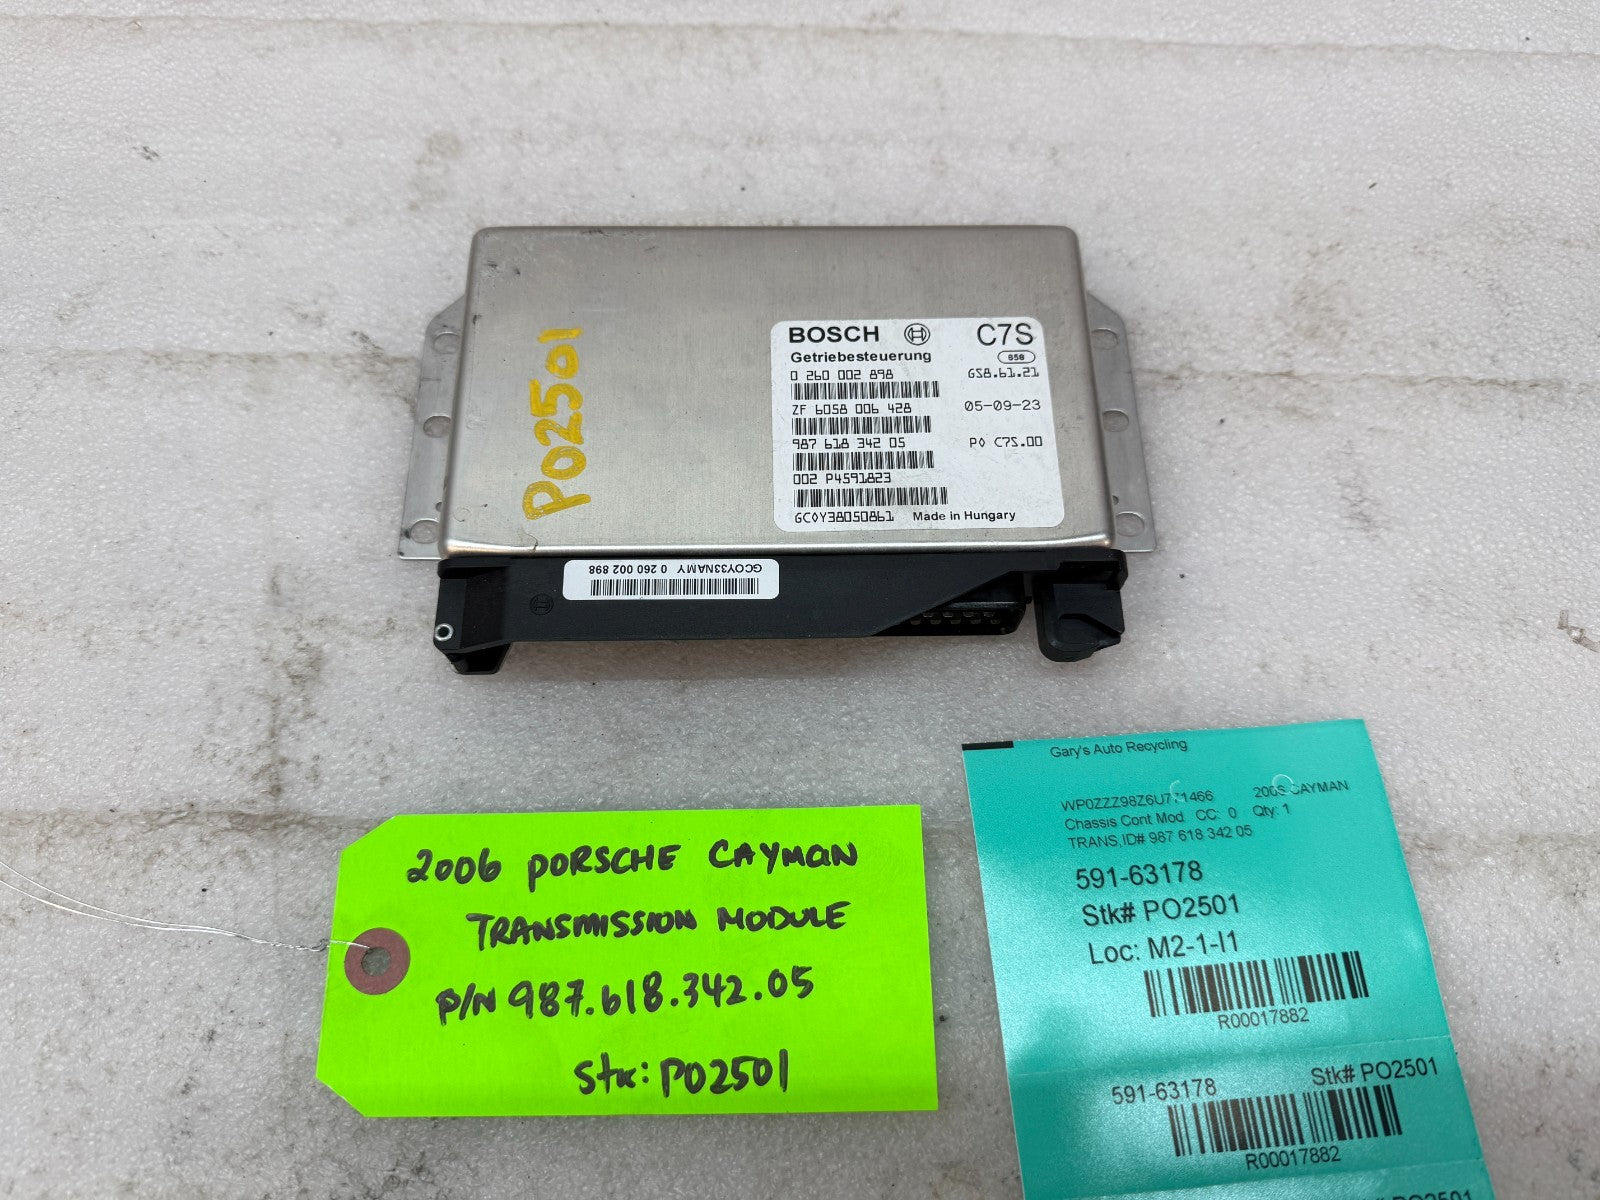 PO2501
BOSCH C7S
Getriebesteuerung 858
0 260 002 898 GS8.61.21
ZF 6058 006 428 05-09-23
987 618 342 05 P0 C7S.00
002 P4591823
GC0Y38050861 Made in Hungary
GCOY33NAMY 0 260 002 898
2006 PORSCHE CAYMAN
TRANSMISSION MODULE
P/N 987.618.342.05
Stk: PO2501
Gary's Auto Recycling
CAYMAN
Chassis Cont Mod CC: 0 Qty: 1
TRANS,ID# 987 618 342 05
591-63178
Stk# PO2501
Loc: M2-1-I1
R00017882
591-63178 Stk# PO2501
R00017882
Stk# PO2501